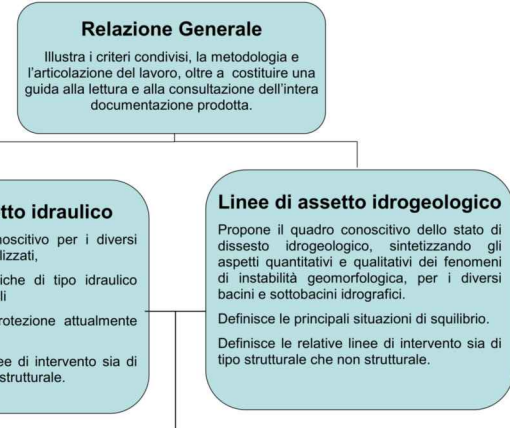 Relazione Generale
Illustra i criteri condivisi, la metodologia e
l'articolazione del lavoro, oltre a costituire una
guida alla lettura e alla consultazione dell'intera
documentazione prodotta.
tto idraulico
noscitivo per i diversi
lizzati,
iche di tipo idraulico
li
rotezione attualmente
ee di intervento sia di
strutturale.
Linee di assetto idrogeologico
Propone il quadro conoscitivo dello stato di
dissesto idrogeologico, sintetizzando gli
aspetti quantitativi e qualitativi dei fenomeni
di instabilità geomorfologica, per i diversi
bacini e sottobacini idrografici.
Definisce le principali situazioni di squilibrio.
Definisce le relative linee di intervento sia di
tipo strutturale che non strutturale.